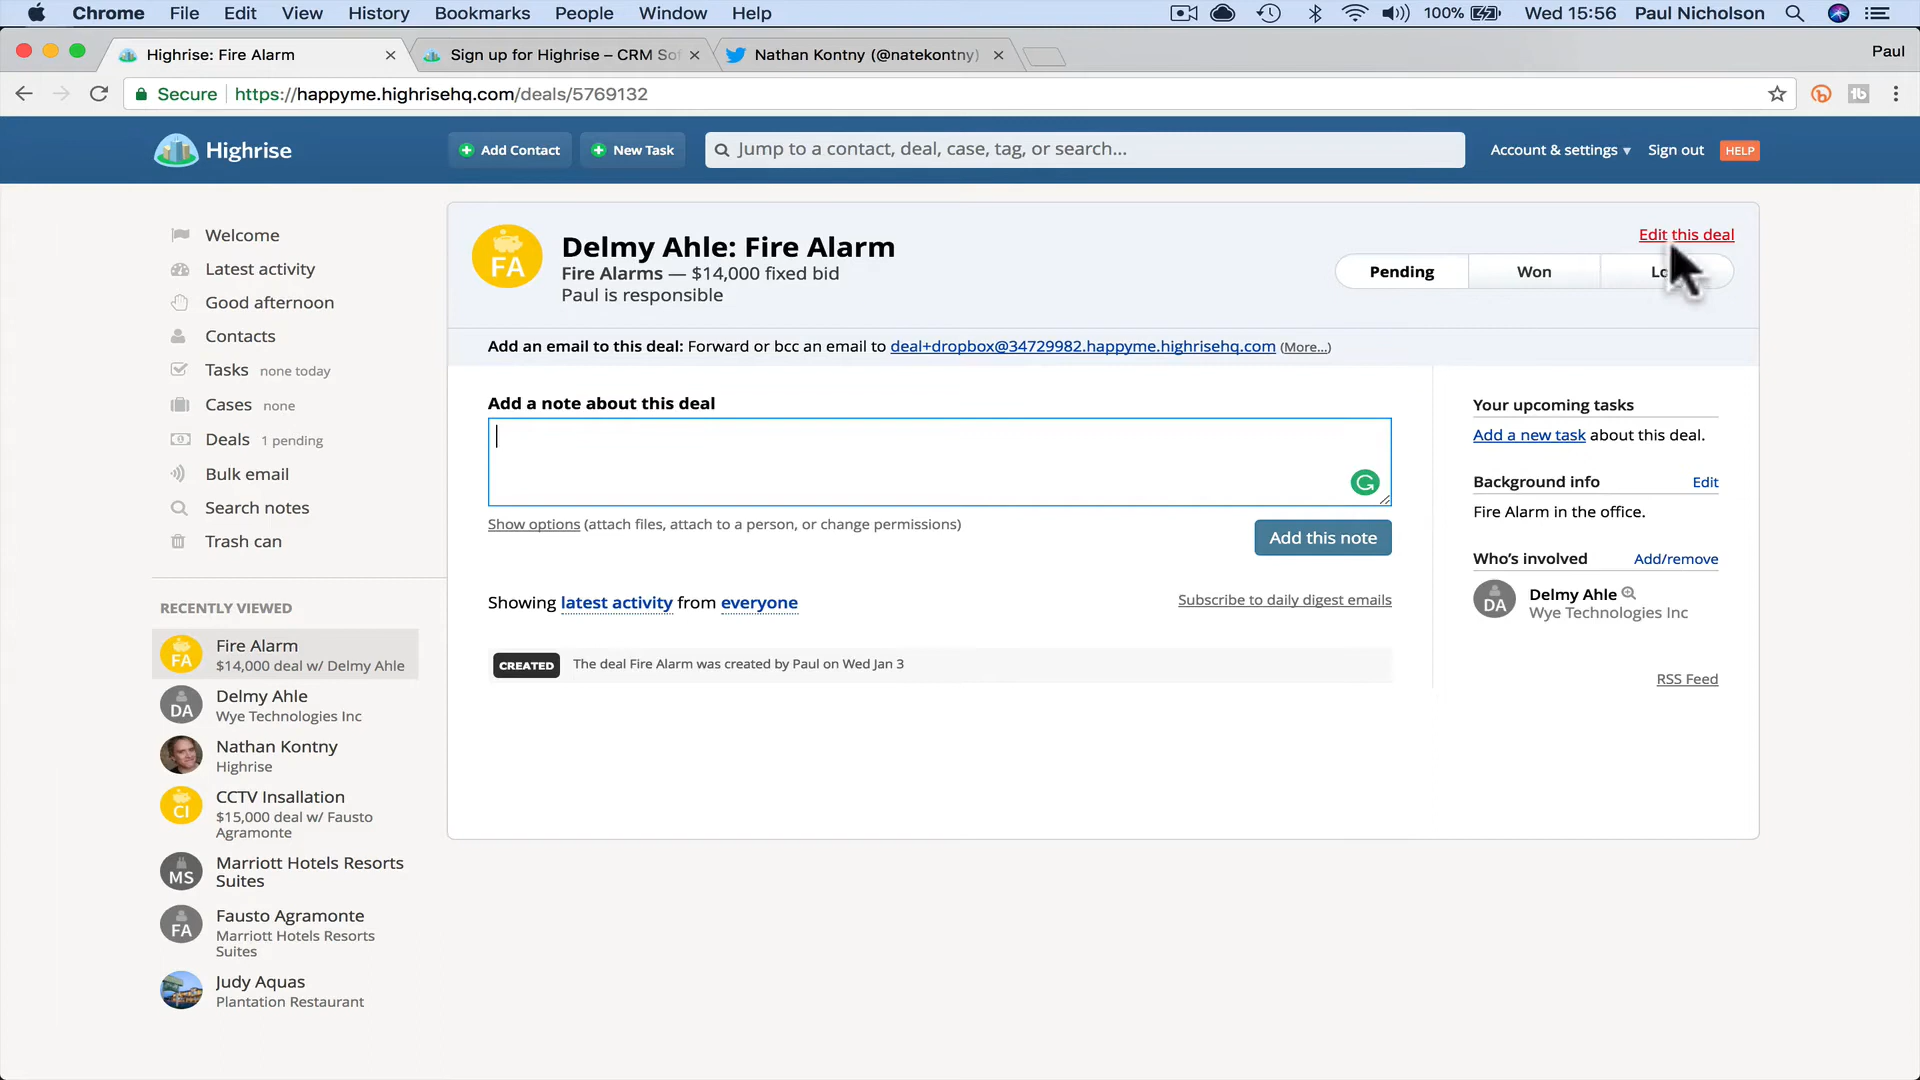 Chrome File Edit View History Bookmarks People Window Help 100% Wed 15:56 Paul Nicholson
Highrise: Fire Alarm Sign up for Highrise – CRM Sof Nathan Kontny (@natekontny) Paul
Secure https://happyme.highrisehq.com/deals/5769132
Highrise Add Contact New Task Jump to a contact, deal, case, tag, or search... Account & settings Sign out HELP
Welcome
Latest activity
Good afternoon
Contacts
Tasks none today
Cases none
Deals 1 pending
Bulk email
Search notes
Trash can
RECENTLY VIEWED
FA Fire Alarm
$14,000 deal w/ Delmy Ahle
DA Delmy Ahle
Wye Technologies Inc
Nathan Kontny
Highrise
CI CCTV Insallation
$15,000 deal w/ Fausto
Agramonte
MS Marriott Hotels Resorts
Suites
FA Fausto Agramonte
Marriott Hotels Resorts
Suites
Judy Aquas
Plantation Restaurant
FA
Delmy Ahle: Fire Alarm
Fire Alarms — $14,000 fixed bid
Paul is responsible
Edit this deal
Pending Won
Add an email to this deal: Forward or bcc an email to deal+dropbox@34729982.happyme.highrisehq.com (More...)
Add a note about this deal
Show options (attach files, attach to a person, or change permissions)
Add this note
Showing latest activity from everyone
Subscribe to daily digest emails
CREATED The deal Fire Alarm was created by Paul on Wed Jan 3
Your upcoming tasks
Add a new task about this deal.
Background info Edit
Fire Alarm in the office.
Who's involved Add/remove
DA Delmy Ahle
Wye Technologies Inc
RSS Feed